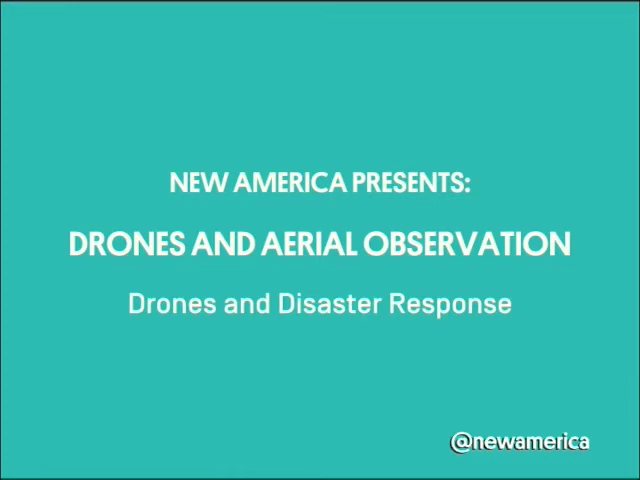 NEW AMERICA PRESENTS:
DRONES AND AERIAL OBSERVATION
Drones and Disaster Response
@newamerica